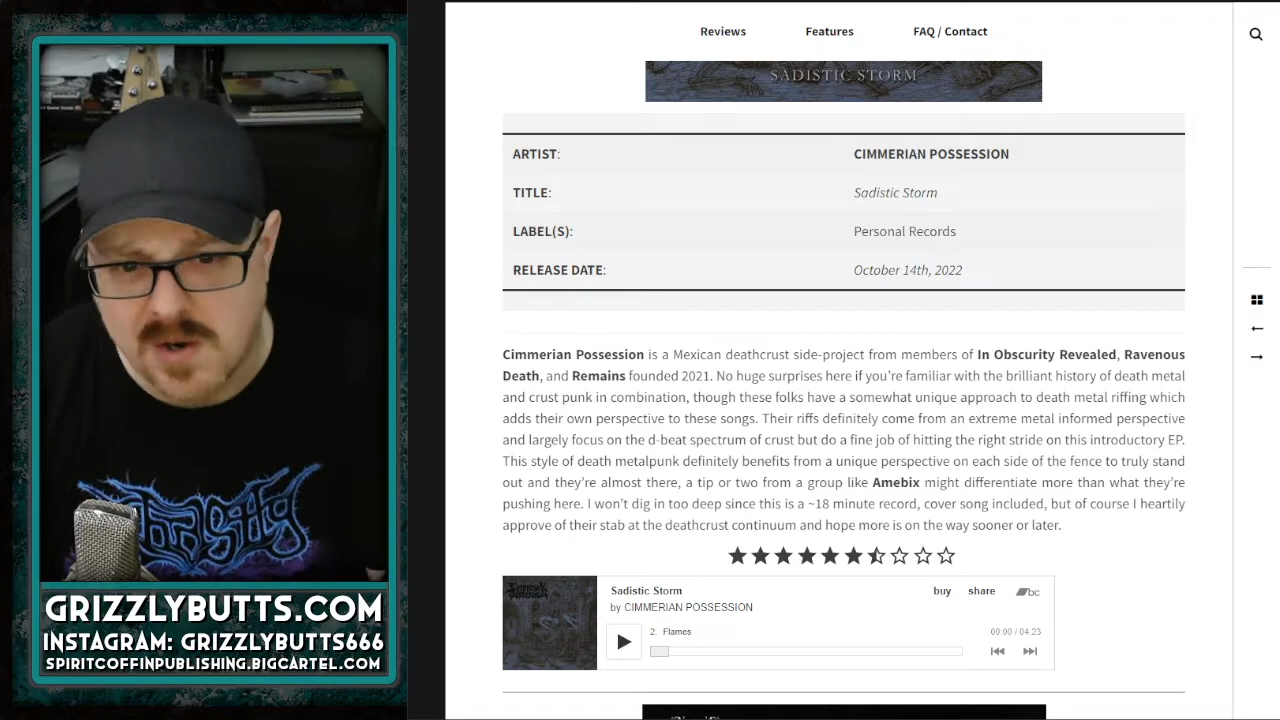 Reviews
Features
FAQ / Contact
SADISTIC STORM
ARTIST: CIMMERIAN POSSESSION
TITLE: Sadistic Storm
LABEL(S): Personal Records
RELEASE DATE: October 14th, 2022
Cimmerian Possession is a Mexican deathcrust side-project from members of In Obscurity Revealed, Ravenous
Death, and Remains founded 2021. No huge surprises here if you’re familiar with the brilliant history of death metal
and crust punk in combination, though these folks have a somewhat unique approach to death metal riffing which
adds their own perspective to these songs. Their riffs definitely come from an extreme metal informed perspective
and largely focus on the d-beat spectrum of crust but do a fine job of hitting the right stride on this introductory EP.
This style of death metalpunk definitely benefits from a unique perspective on each side of the fence to truly stand
out and they’re almost there, a tip or two from a group like Amebix might differentiate more than what they’re
pushing here. I won’t dig in too deep since this is a ~18 minute record, cover song included, but of course I heartily
approve of their stab at the deathcrust continuum and hope more is on the way sooner or later.
Sadistic Storm
by CIMMERIAN POSSESSION
buy share bc
2. Flames 00:00 / 04:23
GRIZZLYBUTTS.COM
INSTAGRAM: GRIZZLYBUTTS666
SPIRITCOFFINPUBLISHING.BIGCARTEL.COM